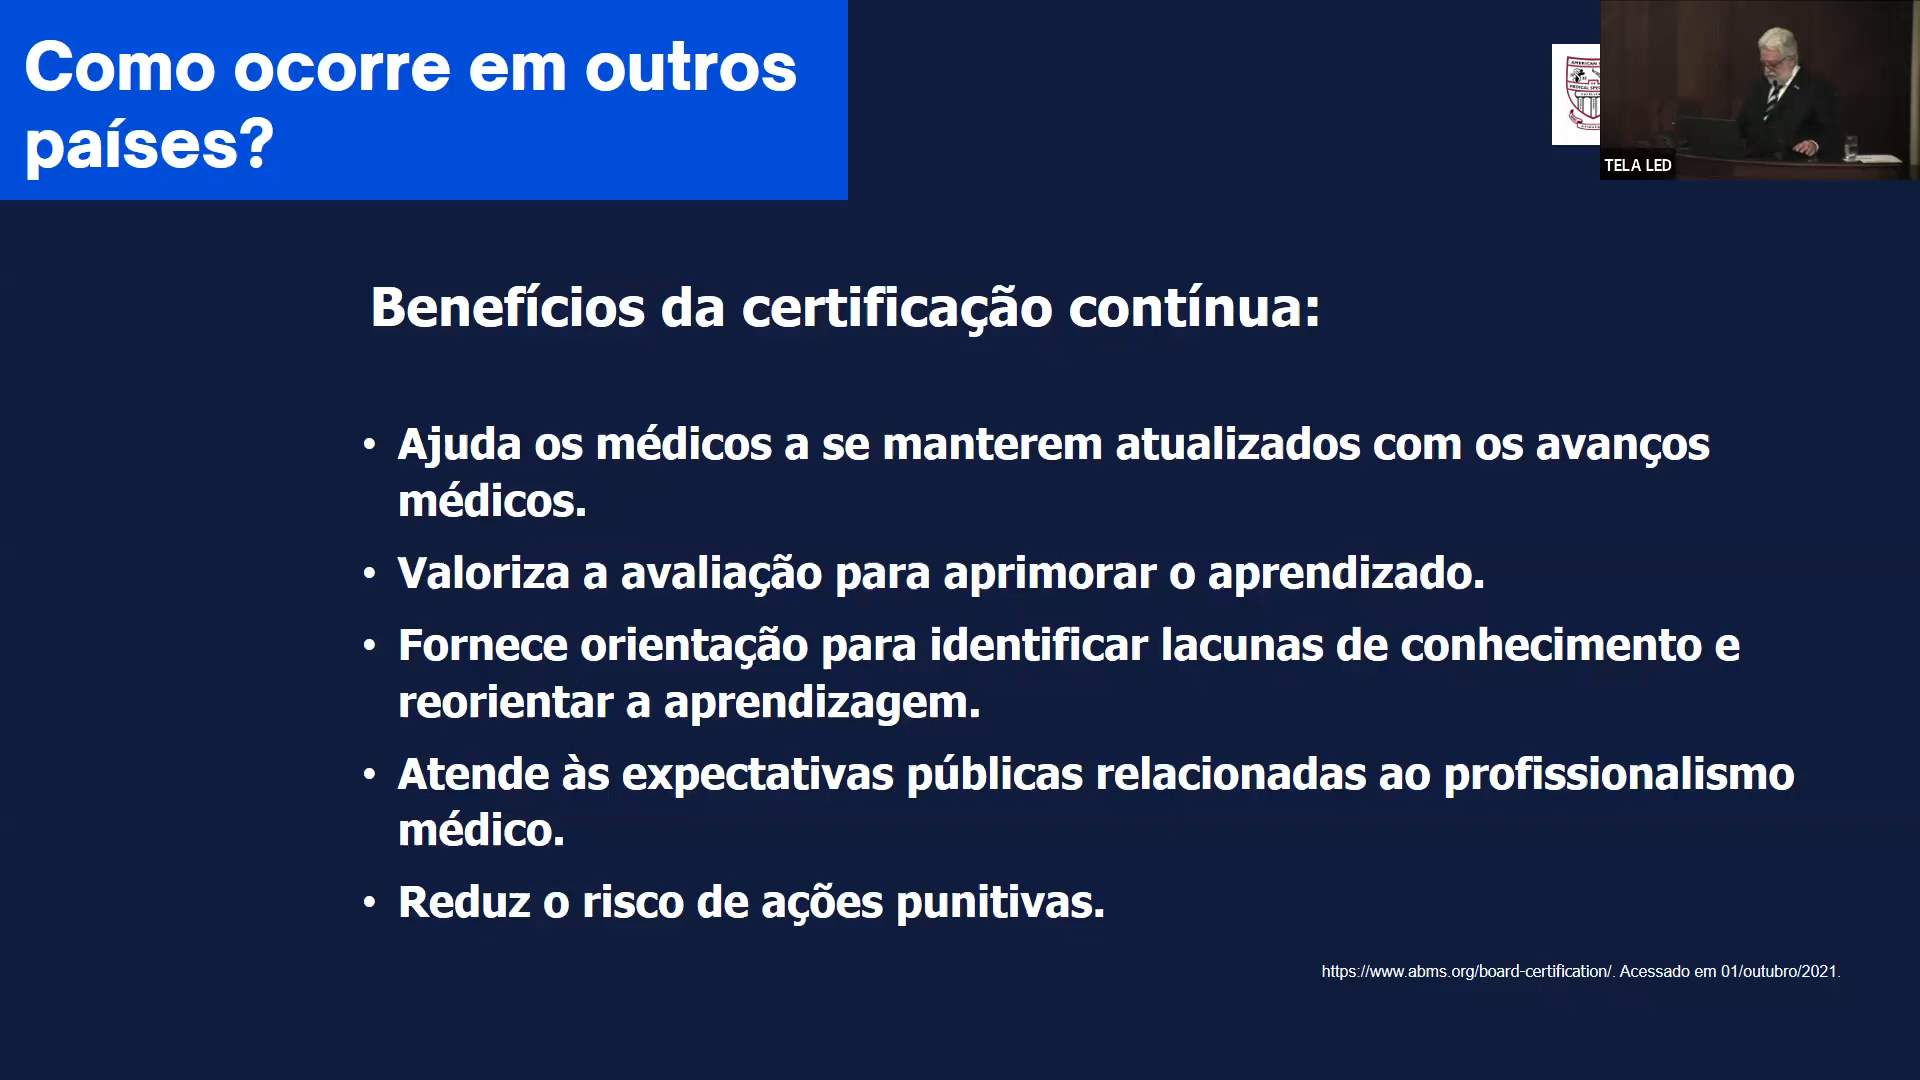 Como ocorre em outros
países?
AMERICAN
MEDICAL
TELA LED
Benefícios da certificação contínua:
• Ajuda os médicos a se manterem atualizados com os avanços
médicos.
• Valoriza a avaliação para aprimorar o aprendizado.
• Fornece orientação para identificar lacunas de conhecimento e
reorientar a aprendizagem.
• Atende às expectativas públicas relacionadas ao profissionalismo
médico.
• Reduz o risco de ações punitivas.
https://www.abms.org/board-certification/. Acessado em 01/outubro/2021.